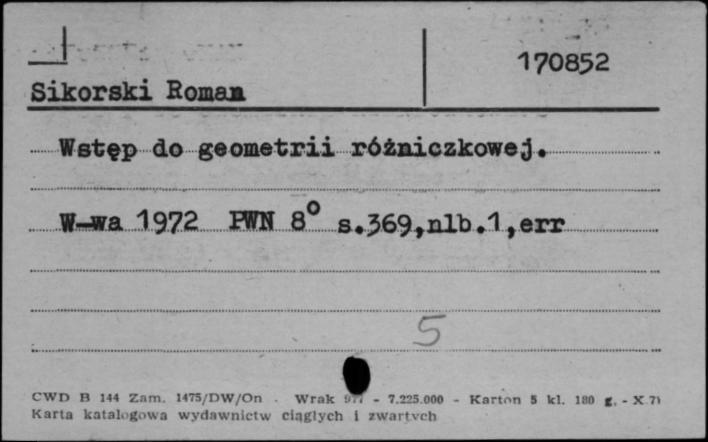 170852
Sikorski Roman
Wstęp do geometrii różniczkowej.
W-wa 1972 PWN 8° s.369,nlb.1,err
5
CWD B 144 Zam. 1475/DW/On . Wrak - 7.225.000 - Karton 5 kl. 180 g. - X.71
Karta katalogowa wydawnictw ciągłych i zwartych